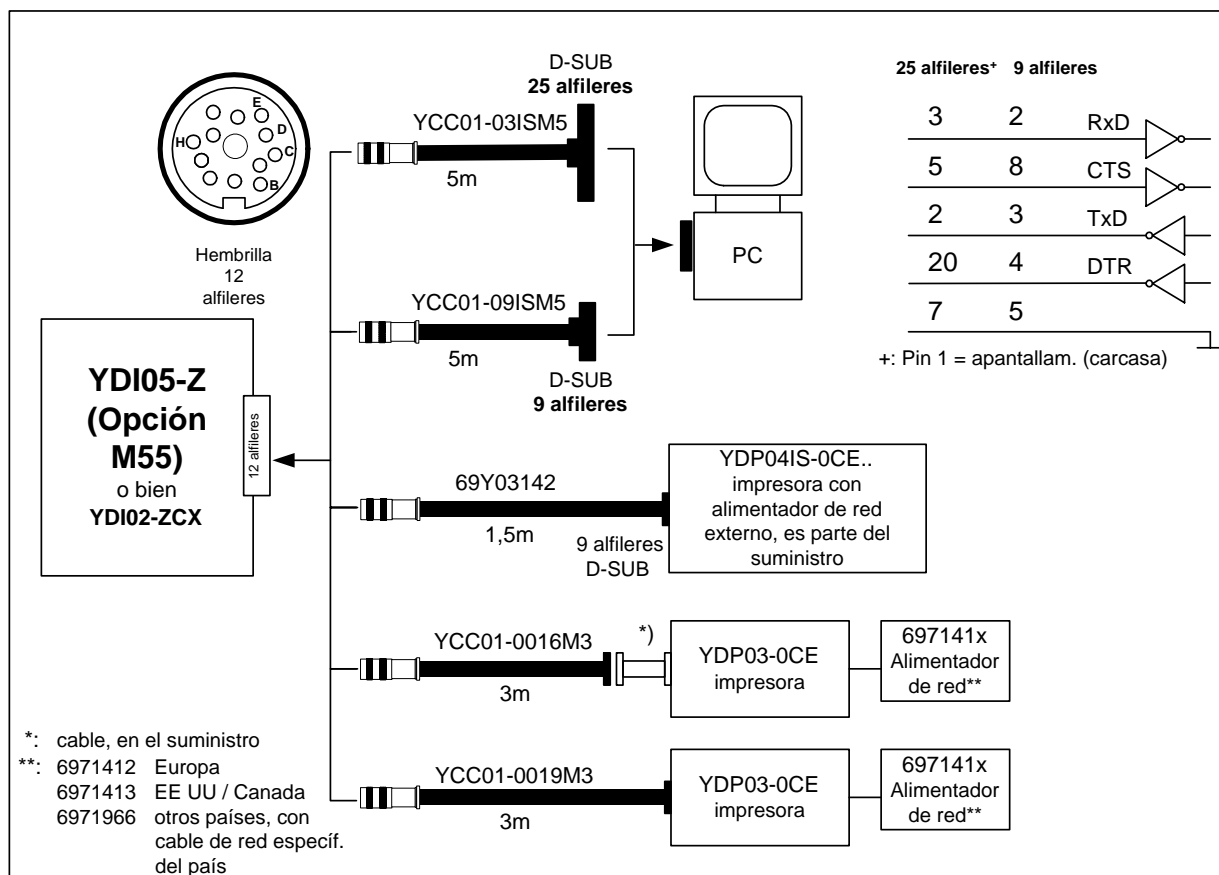 D-SUB
25 alfileres
YCC01-03ISM5
5m
E
D
H
C
B
Hembrilla
12
alfileres
25 alfileres+ 9 alfileres
3 2 RxD
5 8 CTS
2 3 TxD
20 4 DTR
7 5
+: Pin 1 = apantallam. (carcasa)
PC
YCC01-09ISM5
5m
D-SUB
9 alfileres
YDI05-Z
(Opción
M55)
o bien
YDI02-ZCX
12 alfileres
69Y03142
1,5m
9 alfileres
D-SUB
YDP04IS-0CE..
impresora con
alimentador de red
externo, es parte del
suministro
YCC01-0016M3
3m
*)
YDP03-0CE
impresora
697141x
Alimentador
de red**
YCC01-0019M3
3m
YDP03-0CE
impresora
697141x
Alimentador
de red**
*: cable, en el suministro
**: 6971412 Europa
6971413 EE UU / Canada
6971966 otros países, con
cable de red específ.
del país